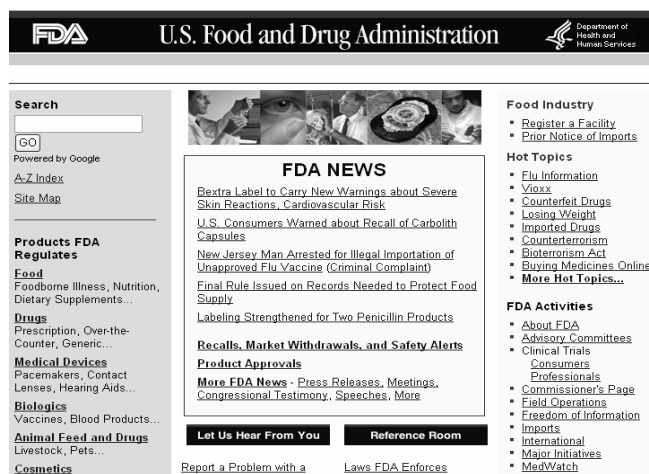 FDA
U.S. Food and Drug Administration
Department of
Health and
Human Services
Search
GO
Powered by Google
A-Z Index
Site Map
Products FDA
Regulates
Food
Foodborne Illness, Nutrition,
Dietary Supplements...
Drugs
Prescription, Over-the-
Counter, Generic...
Medical Devices
Pacemakers, Contact
Lenses, Hearing Aids...
Biologics
Vaccines, Blood Products...
Animal Feed and Drugs
Livestock, Pets...
Cosmetics
FDA NEWS
Bextra Label to Carry New Warnings about Severe
Skin Reactions, Cardiovascular Risk
U.S. Consumers Warned about Recall of Carbolith
Capsules
New Jersey Man Arrested for Illegal Importation of
Unapproved Flu Vaccine (Criminal Complaint)
Final Rule Issued on Records Needed to Protect Food
Supply
Labeling Strengthened for Two Penicillin Products
Recalls, Market Withdrawals, and Safety Alerts
Product Approvals
More FDA News - Press Releases, Meetings,
Congressional Testimony, Speeches, More
Let Us Hear From You
Report a Problem with a
Reference Room
Laws FDA Enforces
Food Industry
Register a Facility
Prior Notice of Imports
Hot Topics
Flu Information
Vioxx
Counterfeit Drugs
Losing Weight
Imported Drugs
Counterterrorism
Bioterrorism Act
Buying Medicines Online
More Hot Topics...
FDA Activities
About FDA
Advisory Committees
Clinical Trials
Consumers
Professionals
Commissioner's Page
Field Operations
Freedom of Information
Imports
International
Major Initiatives
MedWatch